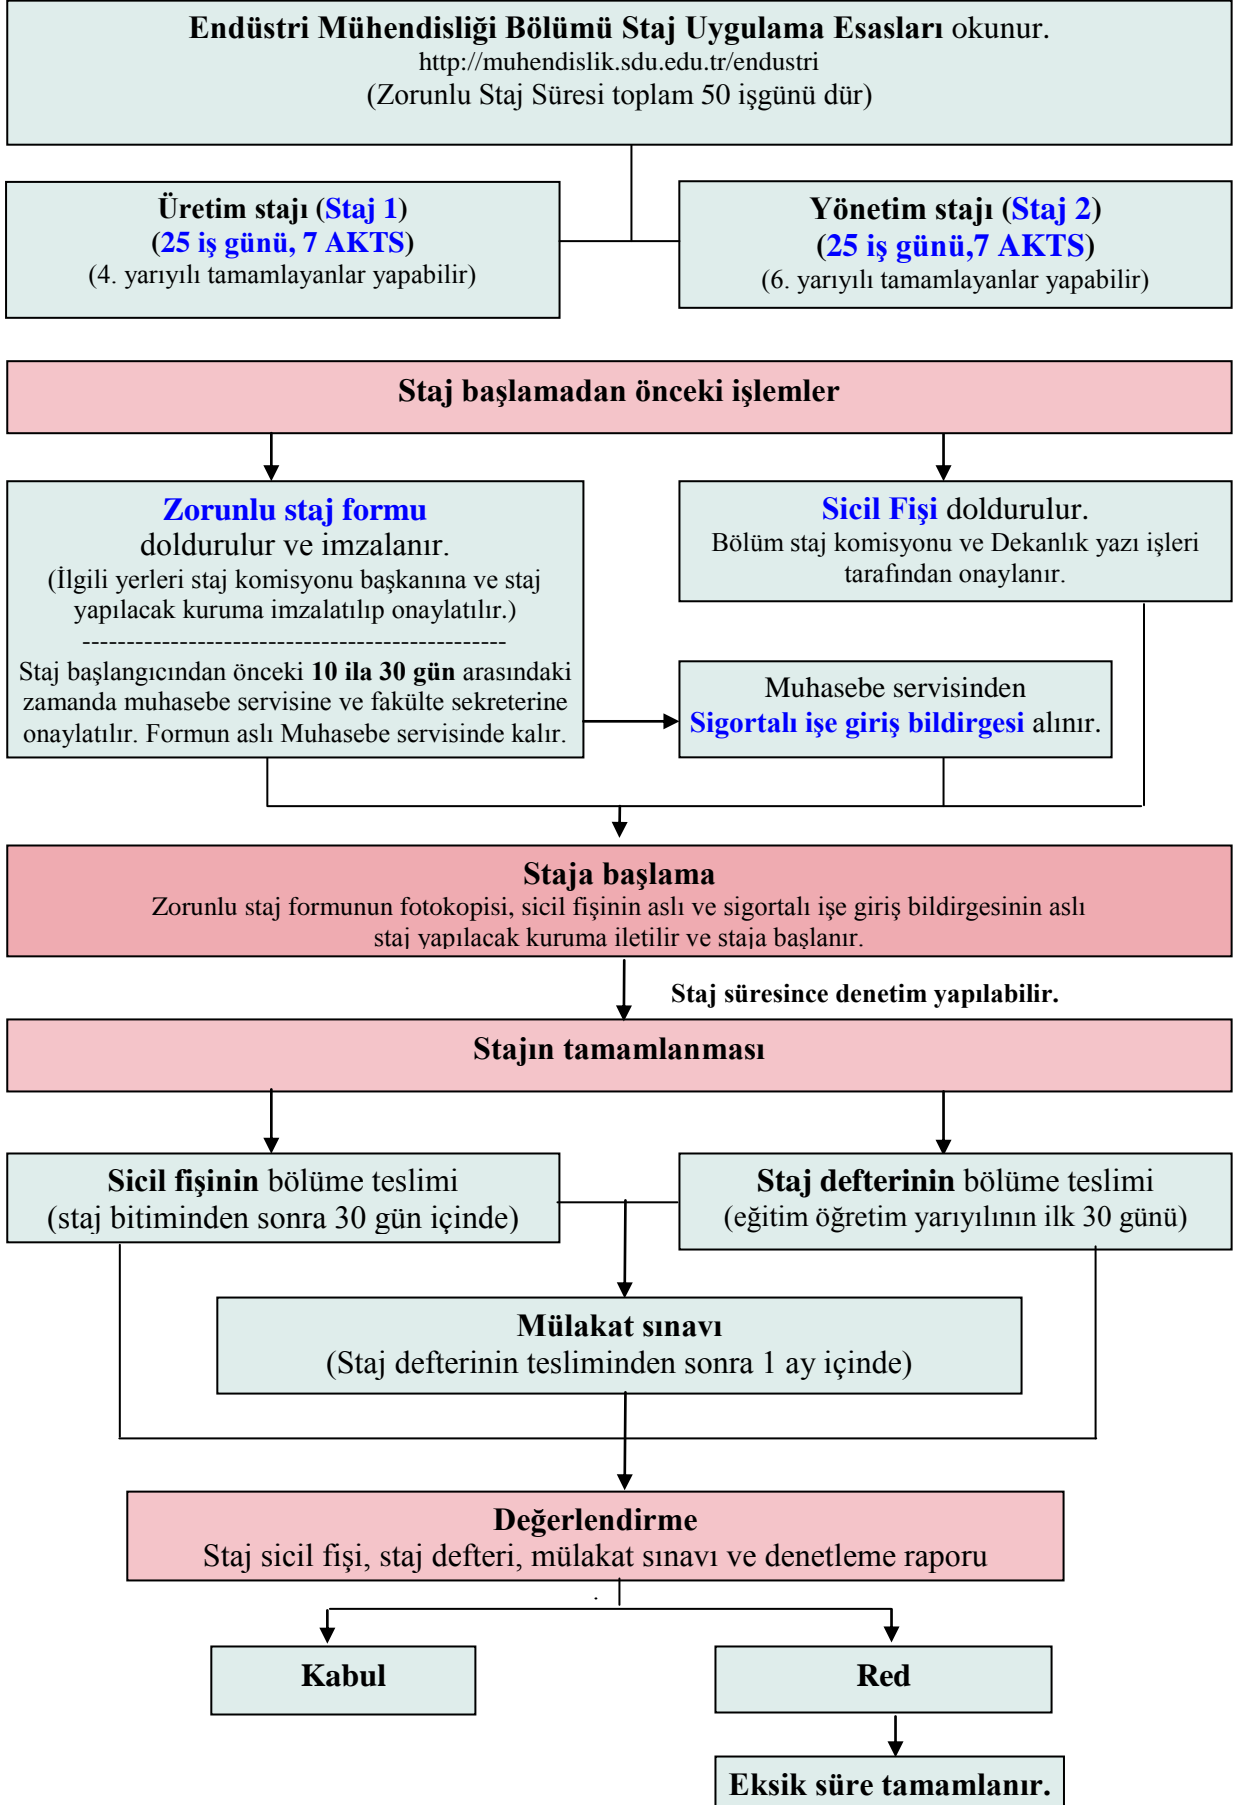 Endüstri Mühendisliği Bölümü Staj Uygulama Esasları okunur.
http://muhendislik.sdu.edu.tr/endustri
(Zorunlu Staj Süresi toplam 50 işgünü dür)
Üretim stajı (Staj 1)
(25 iş günü, 7 AKTS)
(4. yarıyılı tamamlayanlar yapabilir)
Yönetim stajı (Staj 2)
(25 iş günü,7 AKTS)
(6. yarıyılı tamamlayanlar yapabilir)
Staj başlamadan önceki işlemler
Zorunlu staj formu
doldurulur ve imzalanır.
(İlgili yerleri staj komisyonu başkanına ve staj
yapılacak kuruma imzalatılıp onaylatılır.)
------------------------------------------------
Staj başlangıcından önceki 10 ila 30 gün arasındaki
zamanda muhasebe servisine ve fakülte sekreterine
onaylatılır. Formun aslı Muhasebe servisinde kalır.
Sicil Fişi doldurulur.
Bölüm staj komisyonu ve Dekanlık yazı işleri
tarafından onaylanır.
Muhasebe servisinden
Sigortalı işe giriş bildirgesi alınır.
Staja başlama
Zorunlu staj formunun fotokopisi, sicil fişinin aslı ve sigortalı işe giriş bildirgesinin aslı
staj yapılacak kuruma iletilir ve staja başlanır.
Staj süresince denetim yapılabilir.
Stajın tamamlanması
Sicil fişinin bölüme teslimi
(staj bitiminden sonra 30 gün içinde)
Staj defterinin bölüme teslimi
(eğitim öğretim yarıyılının ilk 30 günü)
Mülakat sınavı
(Staj defterinin tesliminden sonra 1 ay içinde)
Değerlendirme
Staj sicil fişi, staj defteri, mülakat sınavı ve denetleme raporu
.
Kabul
Red
Eksik süre tamamlanır.